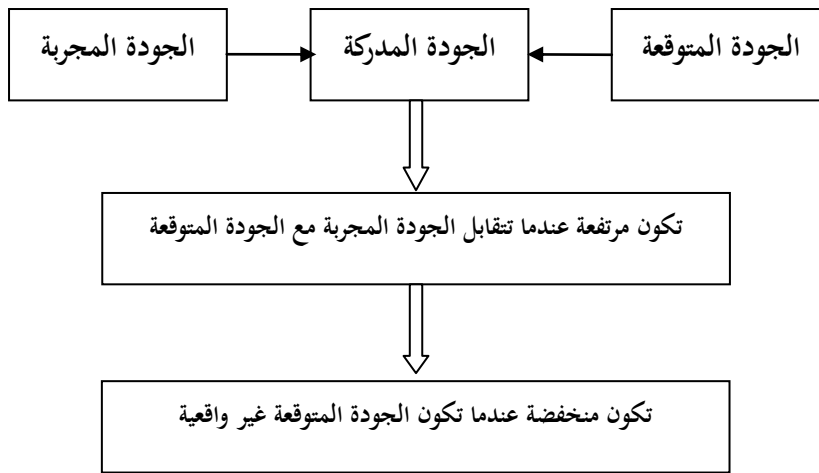 الجودة المتوقعة
الجودة المدركة
الجودة المجربة
تكون مرتفعة عندما تتقابل الجودة المجربة مع الجودة المتوقعة
تكون منخفضة عندما تكون الجودة المتوقعة غير واقعية